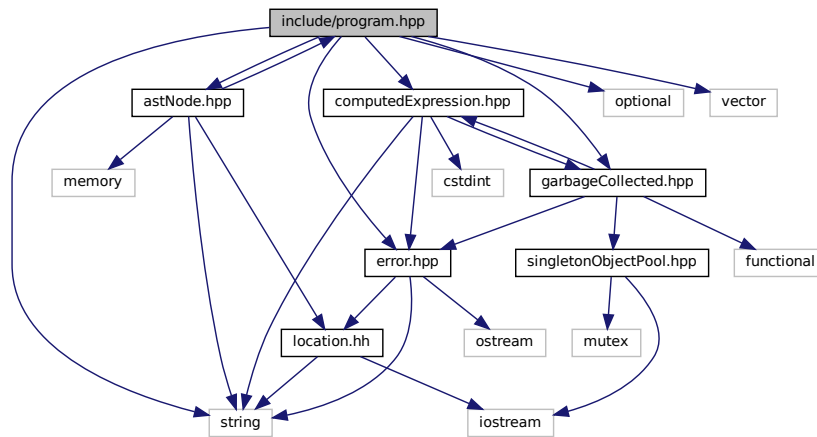 include/program.hpp
astNode.hpp
computedExpression.hpp
optional
vector
memory
cstdint
garbageCollected.hpp
error.hpp
singletonObjectPool.hpp
functional
location.hh
ostream
mutex
string
iostream